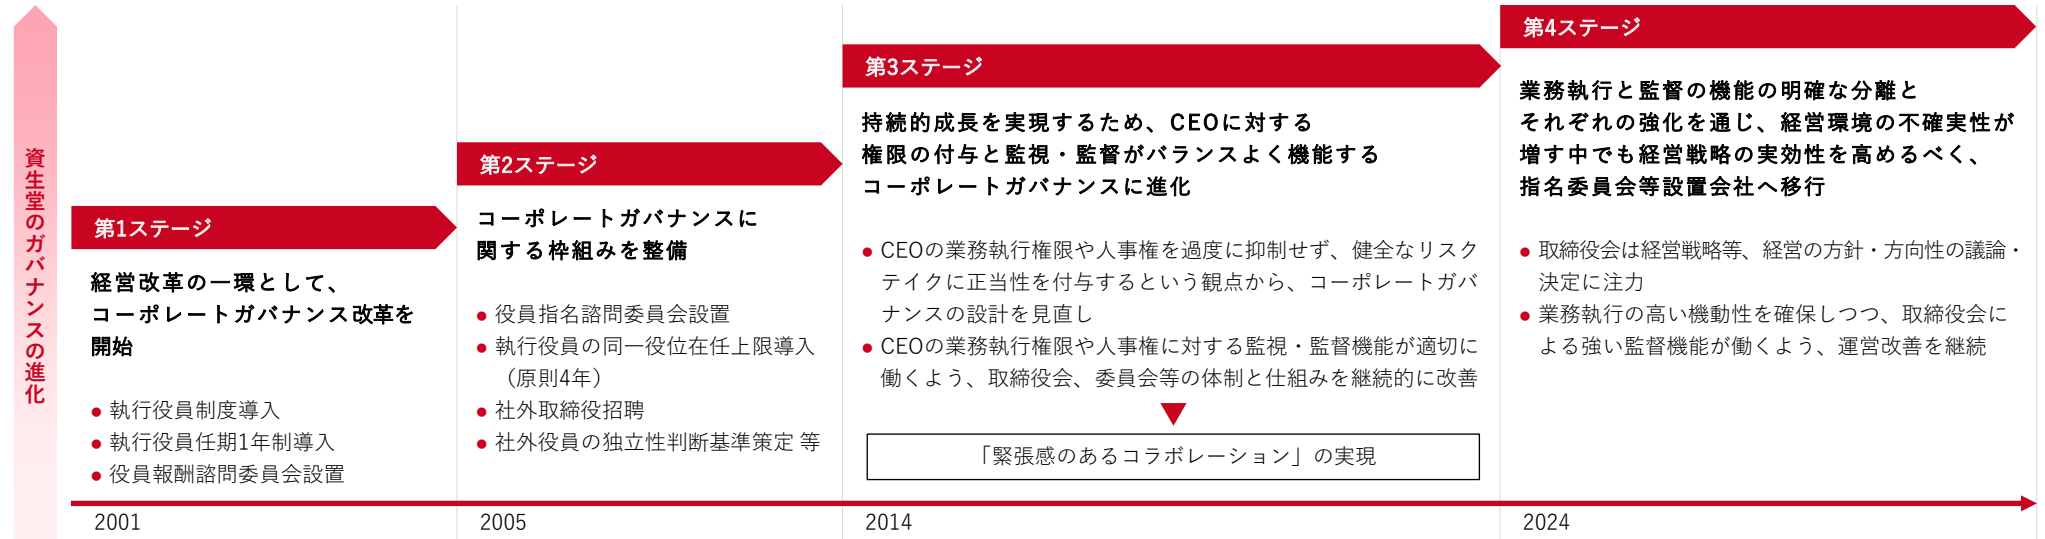 資生堂のガバナンスの進化
第1ステージ
経営改革の一環として、
コーポレートガバナンス改革を
開始
● 執行役員制度導入
● 執行役員任期1年制導入
● 役員報酬諮問委員会設置
2001
第2ステージ
コーポレートガバナンスに
関する枠組みを整備
● 役員指名諮問委員会設置
● 執行役員の同一役位在任上限導入
（原則4年）
● 社外取締役招聘
● 社外役員の独立性判断基準策定 等
2005
第3ステージ
持続的成長を実現するため、CEOに対する
権限の付与と監視・監督がバランスよく機能する
コーポレートガバナンスに進化
● CEOの業務執行権限や人事権を過度に抑制せず、健全なリスク
テイクに正当性を付与するという観点から、コーポレートガバ
ナンスの設計を見直し
● CEOの業務執行権限や人事権に対する監視・監督機能が適切に
働くよう、取締役会、委員会等の体制と仕組みを継続的に改善
「緊張感のあるコラボレーション」の実現
2014
第4ステージ
業務執行と監督の機能の明確な分離と
それぞれの強化を通じ、経営環境の不確実性が
増す中でも経営戦略の実効性を高めるべく、
指名委員会等設置会社へ移行
● 取締役会は経営戦略等、経営の方針・方向性の議論・
決定に注力
● 業務執行の高い機動性を確保しつつ、取締役会に
よる強い監督機能が働くよう、運営改善を継続
2024